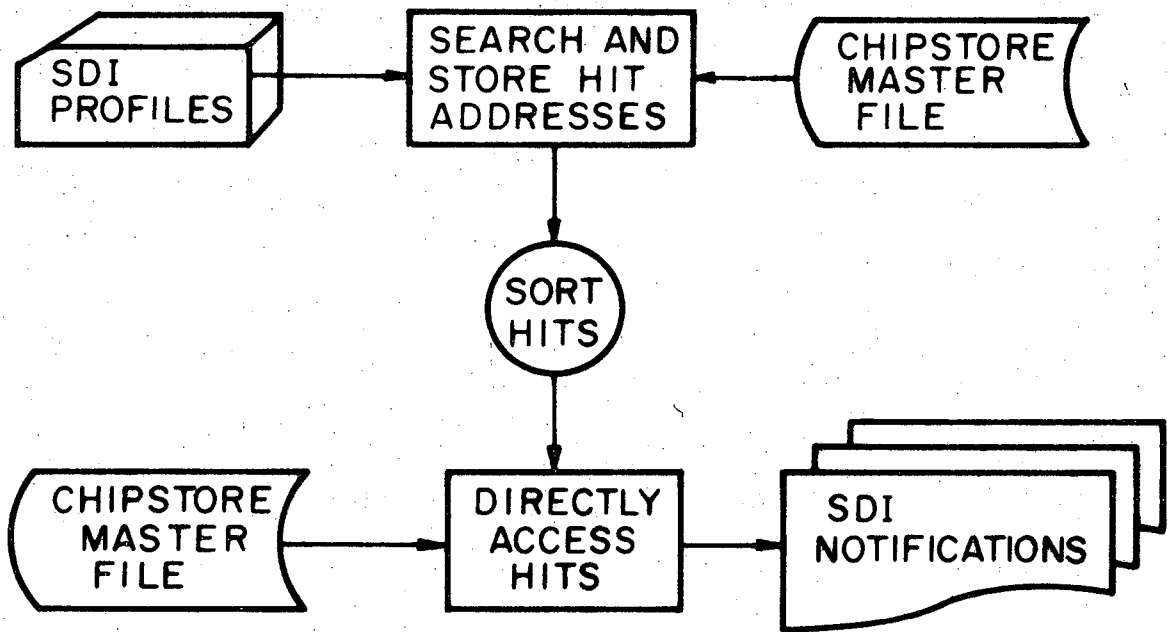 SDI
PROFILES
SEARCH AND
STORE HIT
ADDRESSES
CHIPSTORE
MASTER
FILE
SORT
HITS
CHIPSTORE
MASTER
FILE
DIRECTLY
ACCESS
HITS
SDI
NOTIFICATIONS